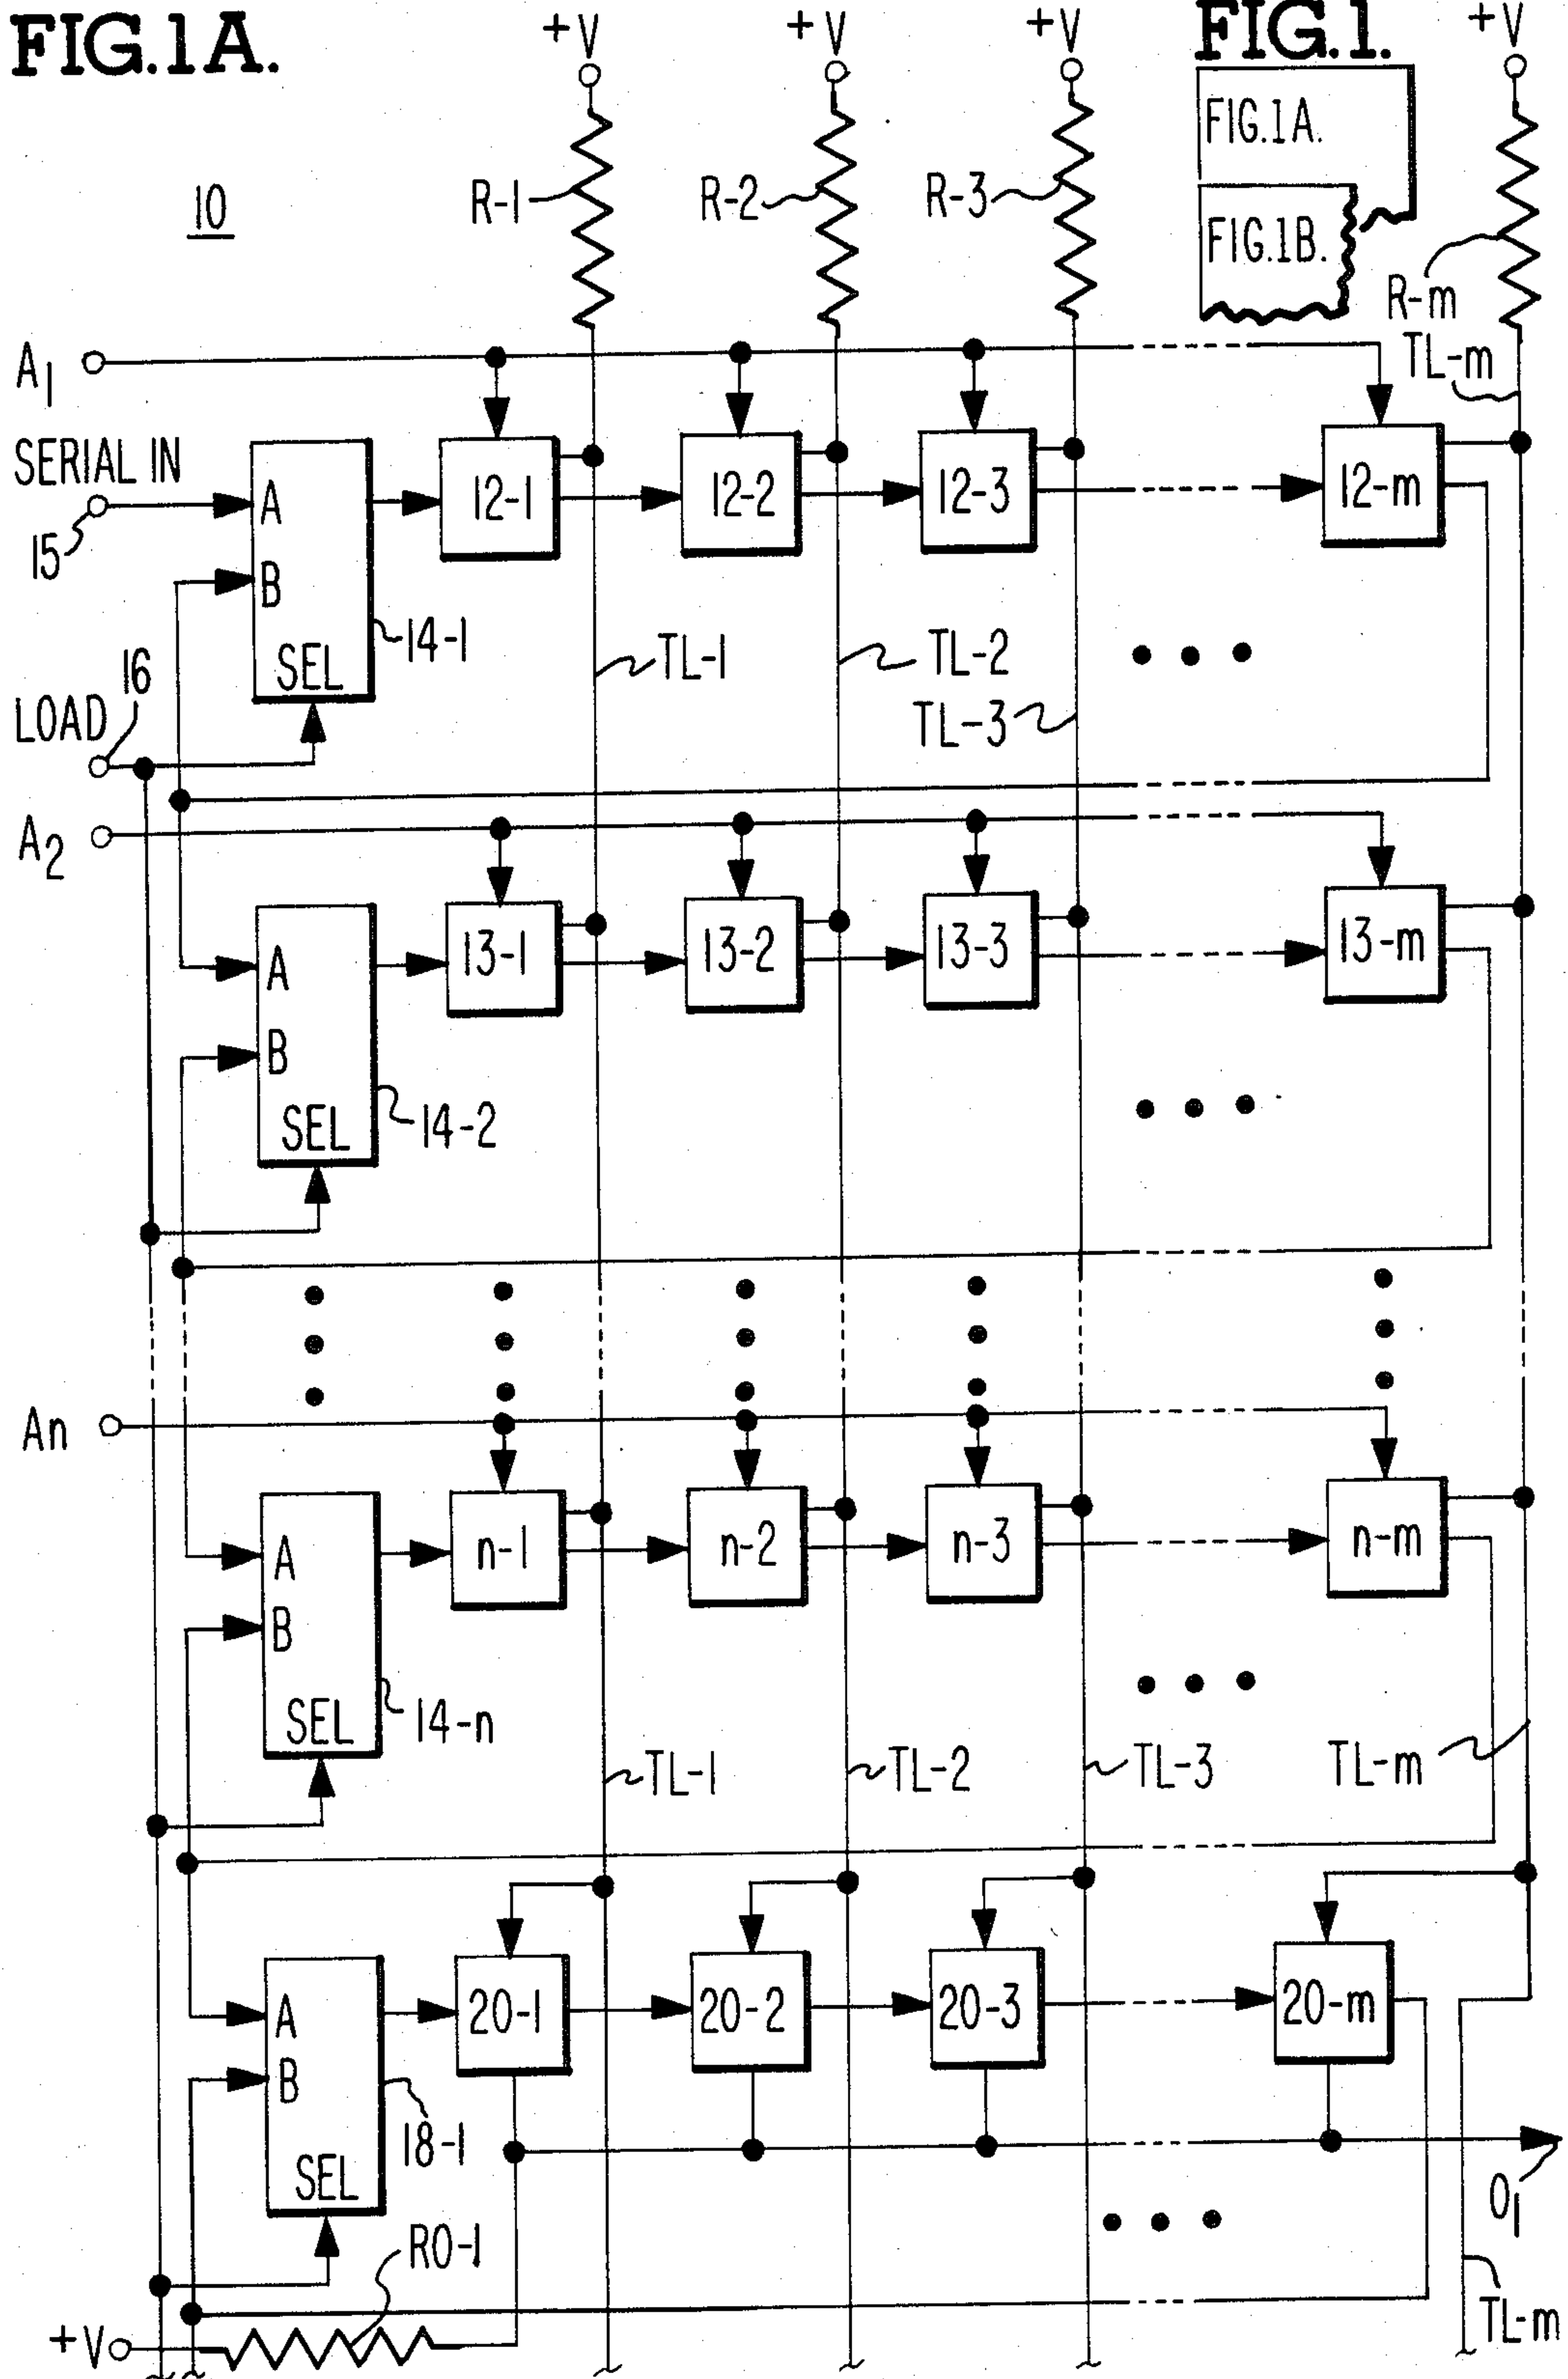 FIG.1A.
+V
+V
+V
FIG.1.
+V
FIG.1A.
FIG.1B.
10
R-1
R-2
R-3
R-m
TL-m
A1
SERIAL IN
15
A
B
SEL
14-1
12-1
12-2
12-3
12-m
16
LOAD
TL-1
TL-2
TL-3
A2
A
B
SEL
14-2
13-1
13-2
13-3
13-m
An
A
B
SEL
14-n
n-1
n-2
n-3
n-m
TL-1
TL-2
TL-3
TL-m
A
B
SEL
18-1
20-1
20-2
20-3
20-m
O1
RO-1
+V
TL-m